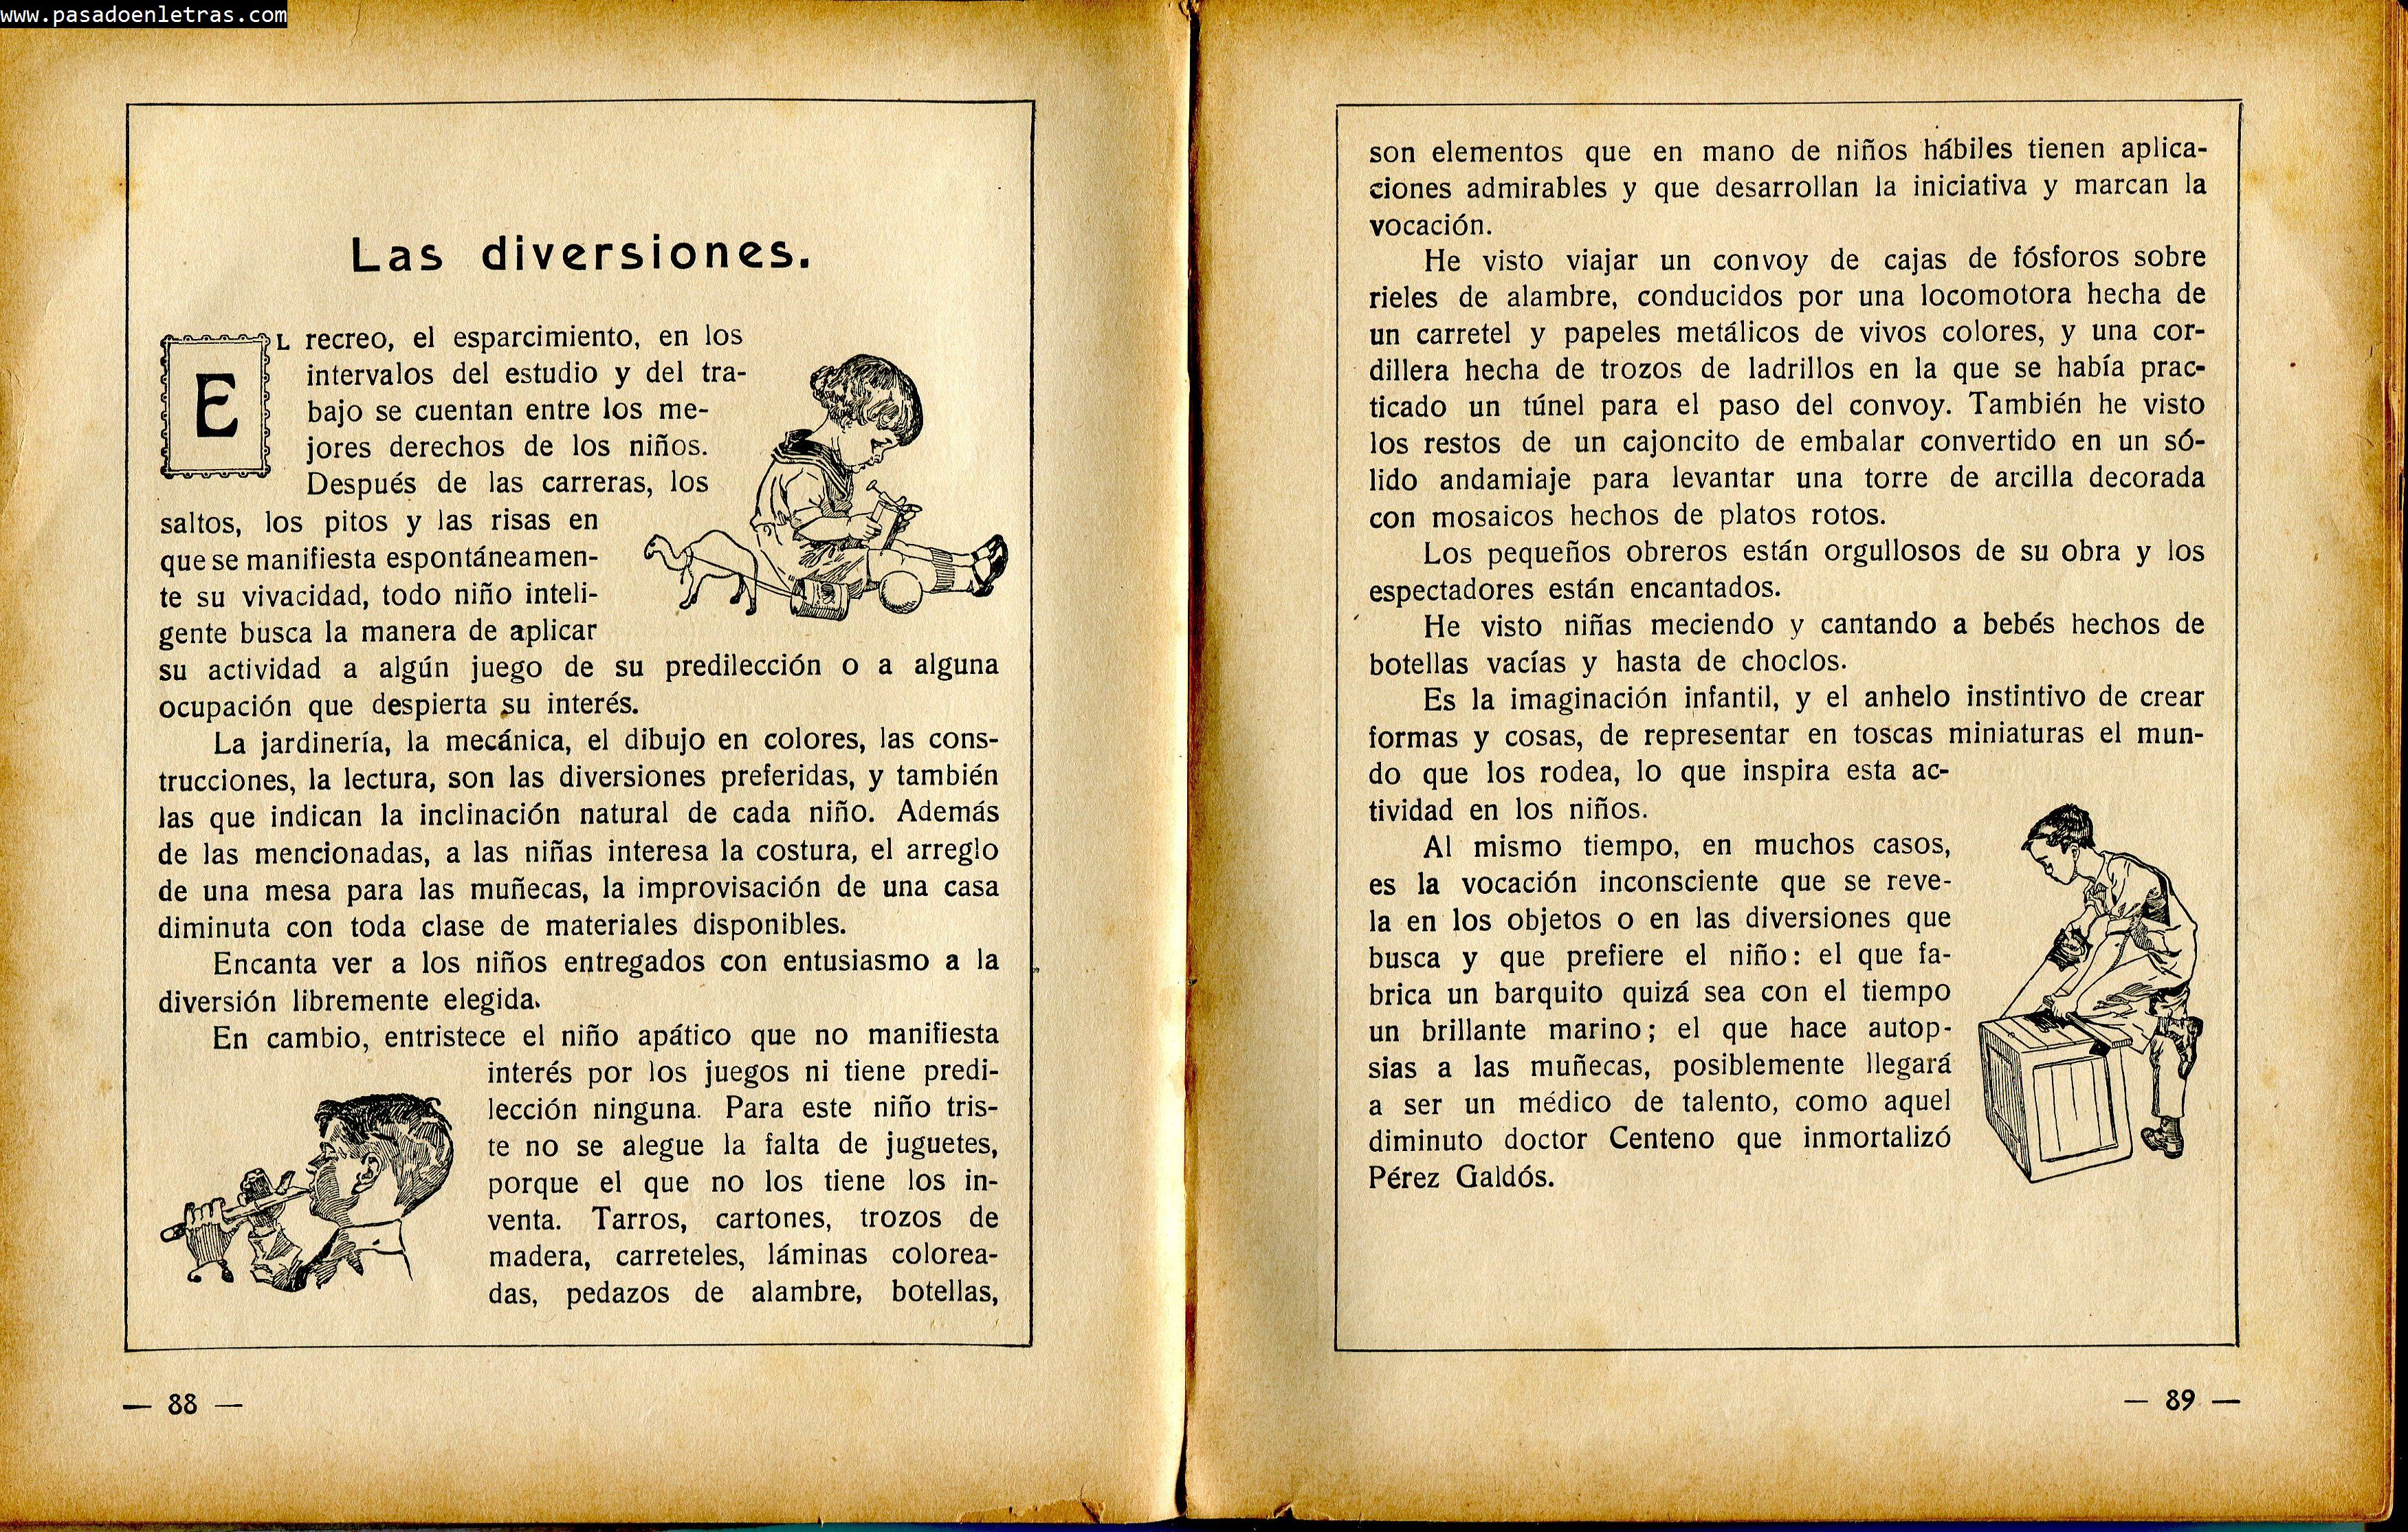 www.pasadoenletras.com
Las diversiones.
EL recreo, el esparcimiento, en los
intervalos del estudio y del tra-
bajo se cuentan entre los me-
jores derechos de los niños.
Después de las carreras, los
saltos, los pitos y las risas en
que se manifiesta espontáneamen-
te su vivacidad, todo niño inteli-
gente busca la manera de aplicar
su actividad a algún juego de su predilección o a alguna
ocupación que despierta su interés.
La jardinería, la mecánica, el dibujo en colores, las cons-
trucciones, la lectura, son las diversiones preferidas, y también
las que indican la inclinación natural de cada niño. Además
de las mencionadas, a las niñas interesa la costura, el arreglo
de una mesa para las muñecas, la improvisación de una casa
diminuta con toda clase de materiales disponibles.
Encanta ver a los niños entregados con entusiasmo a la
diversión libremente elegida.
En cambio, entristece el niño apático que no manifiesta
interés por los juegos ni tiene predi-
lección ninguna. Para este niño tris-
te no se alegue la falta de juguetes,
porque el que no los tiene los in-
venta. Tarros, cartones, trozos de
madera, carreteles, láminas colorea-
das, pedazos de alambre, botellas,
— 88 —
son elementos que en mano de niños hábiles tienen aplica-
ciones admirables y que desarrollan la iniciativa y marcan la
vocación.
He visto viajar un convoy de cajas de fósforos sobre
rieles de alambre, conducidos por una locomotora hecha de
un carretel y papeles metálicos de vivos colores, y una cor-
dillera hecha de trozos de ladrillos en la que se había prac-
ticado un túnel para el paso del convoy. También he visto
los restos de un cajoncito de embalar convertido en un só-
lido andamiaje para levantar una torre de arcilla decorada
con mosaicos hechos de platos rotos.
Los pequeños obreros están orgullosos de su obra y los
espectadores están encantados.
He visto niñas meciendo y cantando a bebés hechos de
botellas vacías y hasta de choclos.
Es la imaginación infantil, y el anhelo instintivo de crear
formas y cosas, de representar en toscas miniaturas el mun-
do que los rodea, lo que inspira esta ac-
tividad en los niños.
Al mismo tiempo, en muchos casos,
es la vocación inconsciente que se reve-
la en los objetos o en las diversiones que
busca y que prefiere el niño: el que fa-
brica un barquito quizá sea con el tiempo
un brillante marino; el que hace autop-
sias a las muñecas, posiblemente llegará
a ser un médico de talento, como aquel
diminuto doctor Centeno que inmortalizó
Pérez Galdós.
— 89 —